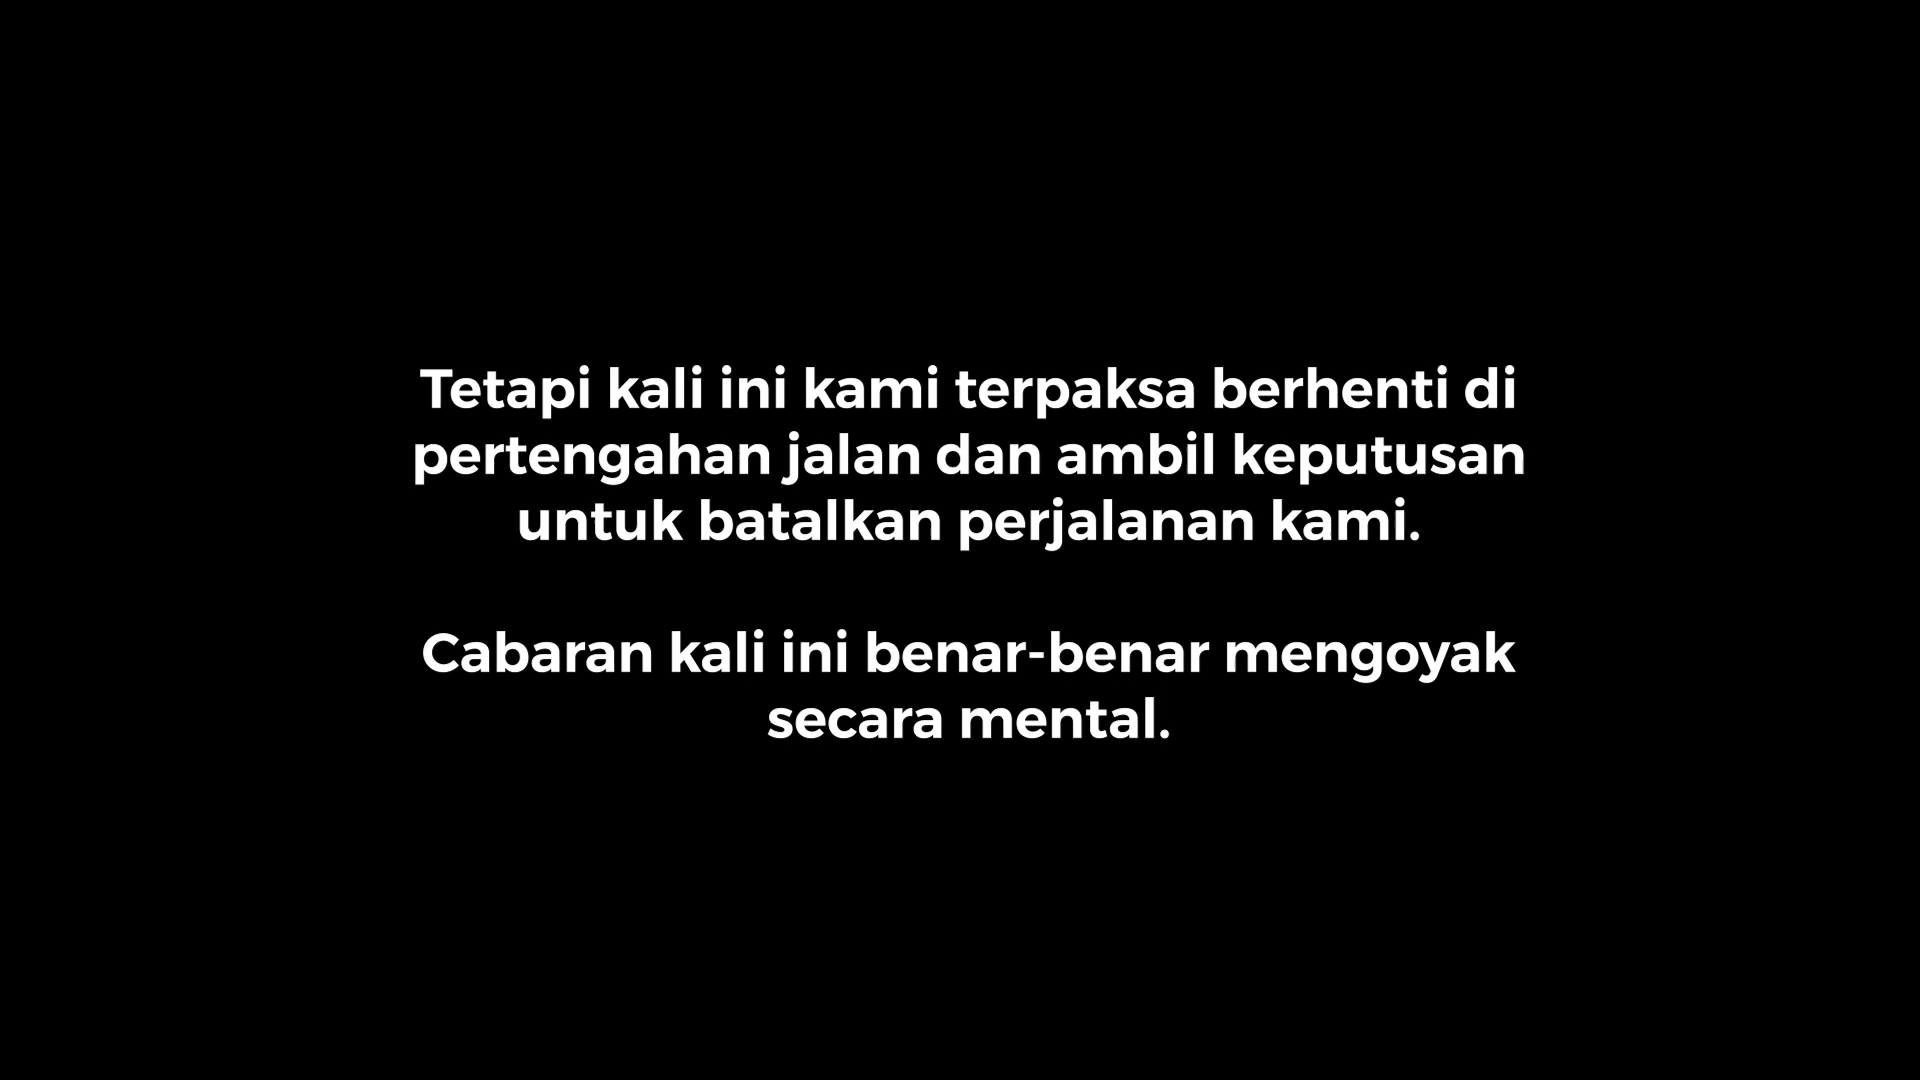 Tetapi kali ini kami terpaksa berhenti di
pertengahan jalan dan ambil keputusan
untuk batalkan perjalanan kami.
Cabaran kali ini benar-benar mengoyak
secara mental.